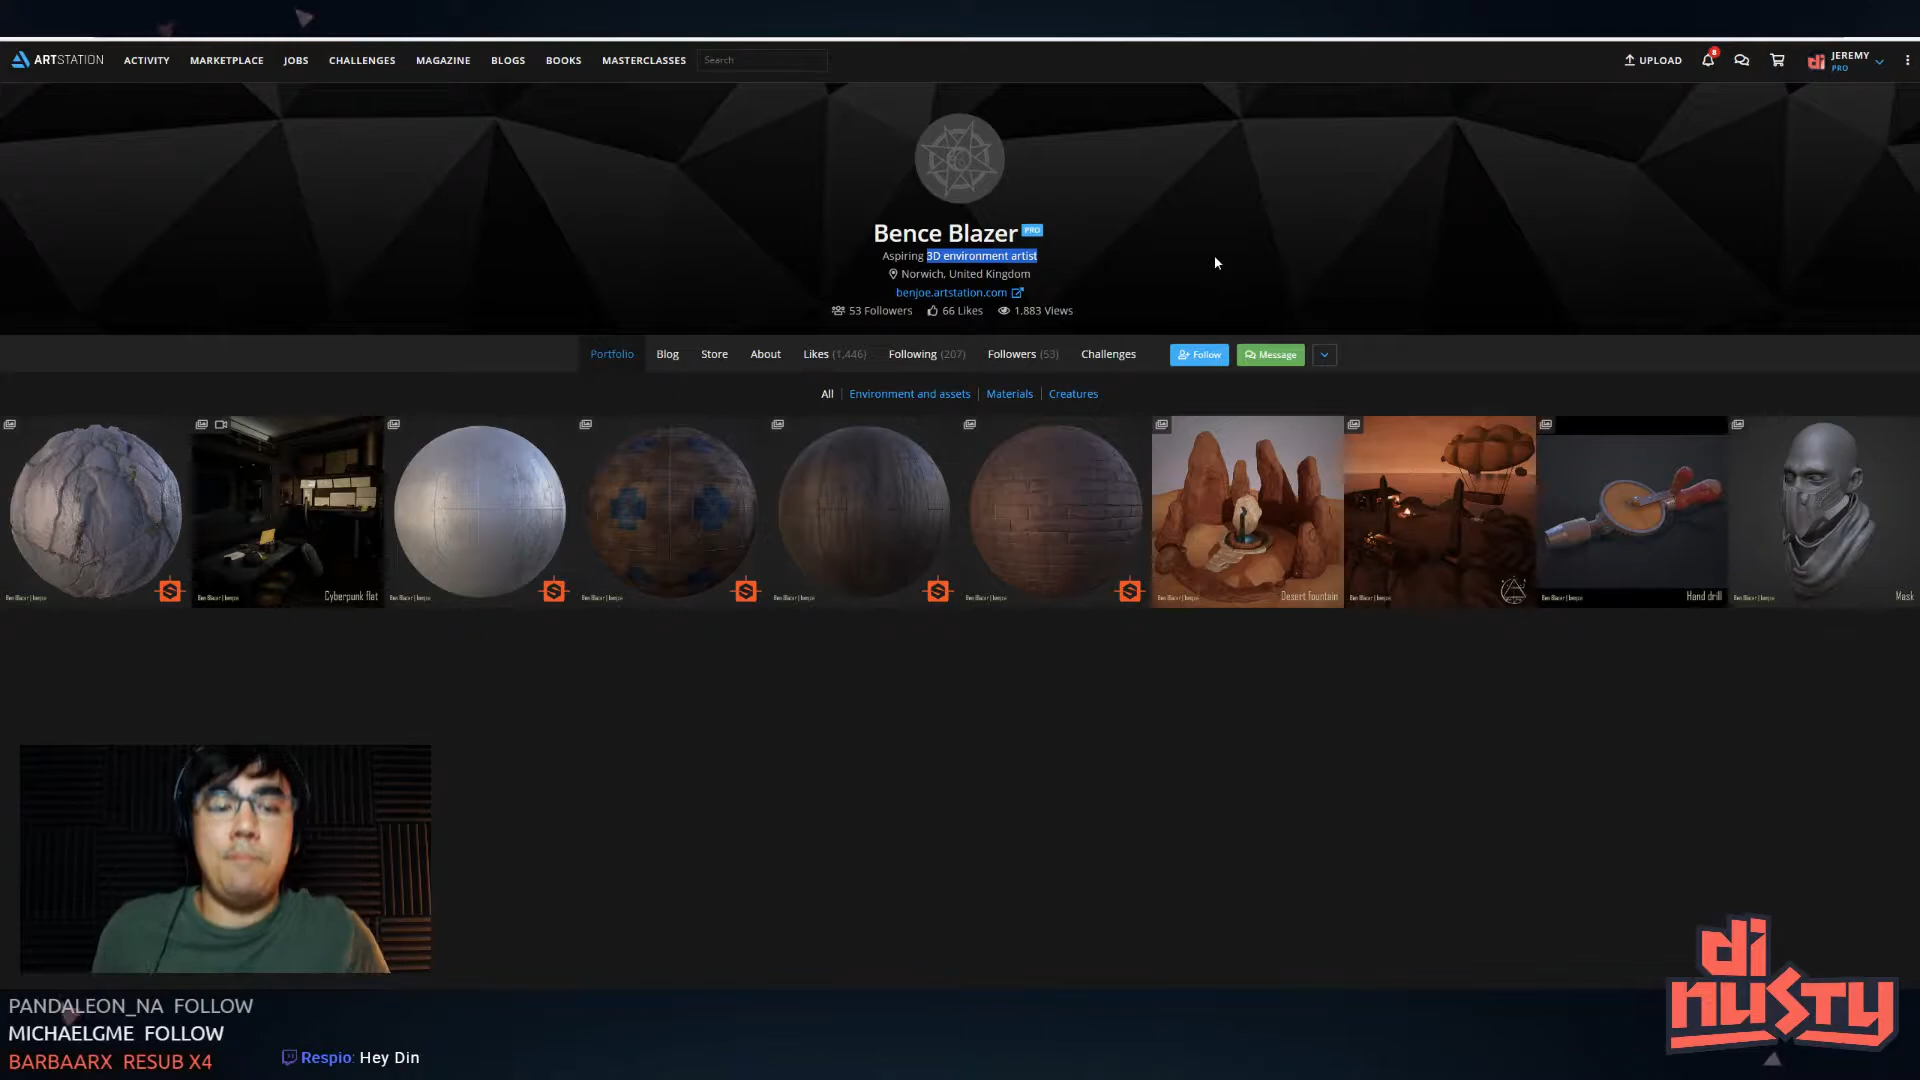 ARTSTATION ACTIVITY MARKETPLACE JOBS CHALLENGES MAGAZINE BLOGS BOOKS MASTERCLASSES Search UPLOAD 8 di JEREMY
PRO
Bence Blazer PRO
Aspiring 3D environment artist
Norwich, United Kingdom
benjoe.artstation.com
53 Followers 66 Likes 1,883 Views
Portfolio Blog Store About Likes (1,446) Following (207) Followers (53) Challenges Follow Message
All Environment and assets Materials Creatures
Cyberpunk flat
Desert fountain
Hand drill
Mask
di
nusty
PANDALEON_NA FOLLOW
MICHAELGME FOLLOW
BARBAARX RESUB X4
Respio: Hey Din